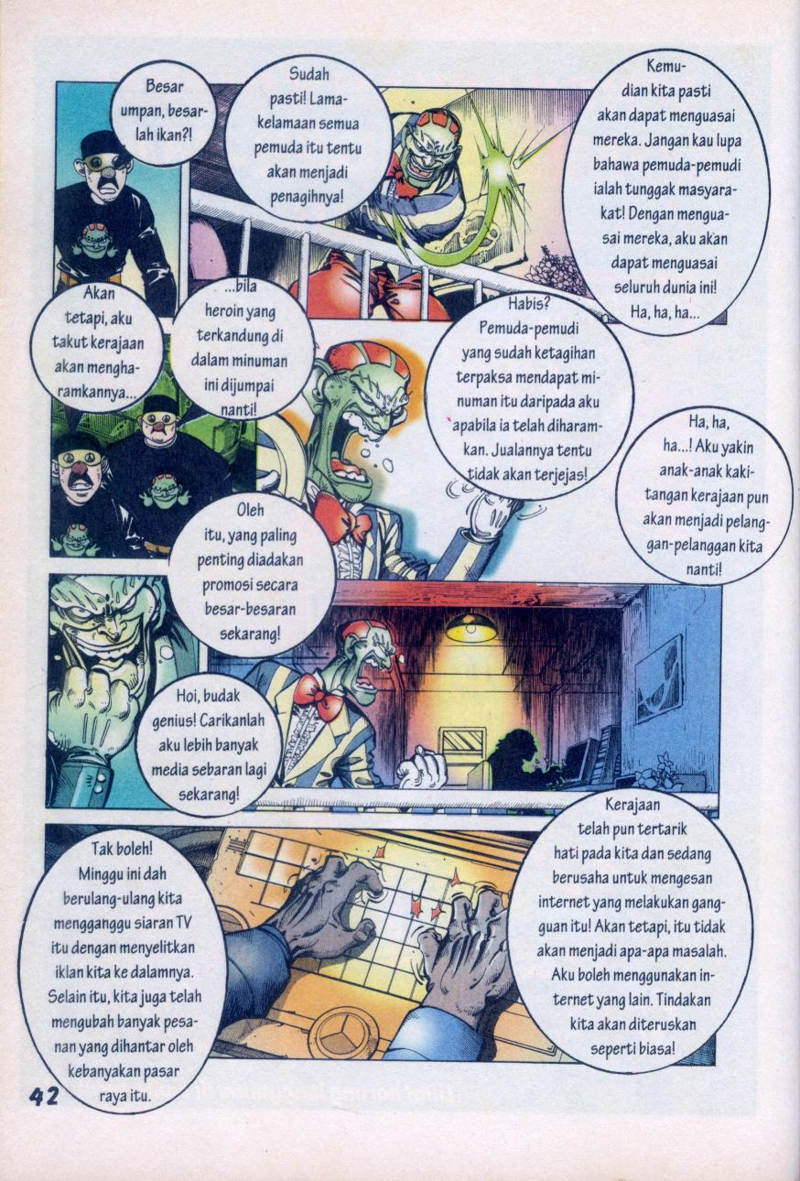 Besar
umpan, besar-
lah ikan?!
Sudah
pasti! Lama-
kelamaan semua
pemuda itu tentu
akan menjadi
penagihnya!
Kemu-
dian kita pasti
akan dapat menguasai
mereka. Jangan kau lupa
bahawa pemuda-pemudi
ialah tunggak masyara-
kat! Dengan mengua-
sai mereka, aku akan
dapat menguasai
seluruh dunia ini!
Ha, ha, ha...
Akan
tetapi, aku
takut kerajaan
akan mengha-
ramkannya...
...bila
heroin yang
terkandung di
dalam minuman
ini dijumpai
nanti!
Habis?
Pemuda-pemudi
yang sudah ketagihan
terpaksa mendapat mi-
numan itu daripada aku
apabila ia telah diharam-
kan. Jualannya tentu
tidak akan terjejas!
Ha, ha,
ha...! Aku yakin
anak-anak kaki-
tangan kerajaan pun
akan menjadi pelang-
gan-pelanggan kita
nanti!
Oleh
itu, yang paling
penting diadakan
promosi secara
besar-besaran
sekarang!
Hoi, budak
genius! Carikanlah
aku lebih banyak
media sebaran lagi
sekarang!
Tak boleh!
Minggu ini dah
berulang-ulang kita
mengganggu siaran TV
itu dengan menyelitkan
iklan kita ke dalamnya.
Selain itu, kita juga telah
mengubah banyak pesa-
nan yang dihantar oleh
kebanyakan pasar
raya itu.
Kerajaan
telah pun tertarik
hati pada kita dan sedang
berusaha untuk mengesan
internet yang melakukan gang-
guan itu! Akan tetapi, itu tidak
akan menjadi apa-apa masalah.
Aku boleh menggunakan in-
ternet yang lain. Tindakan
kita akan diteruskan
seperti biasa!
42